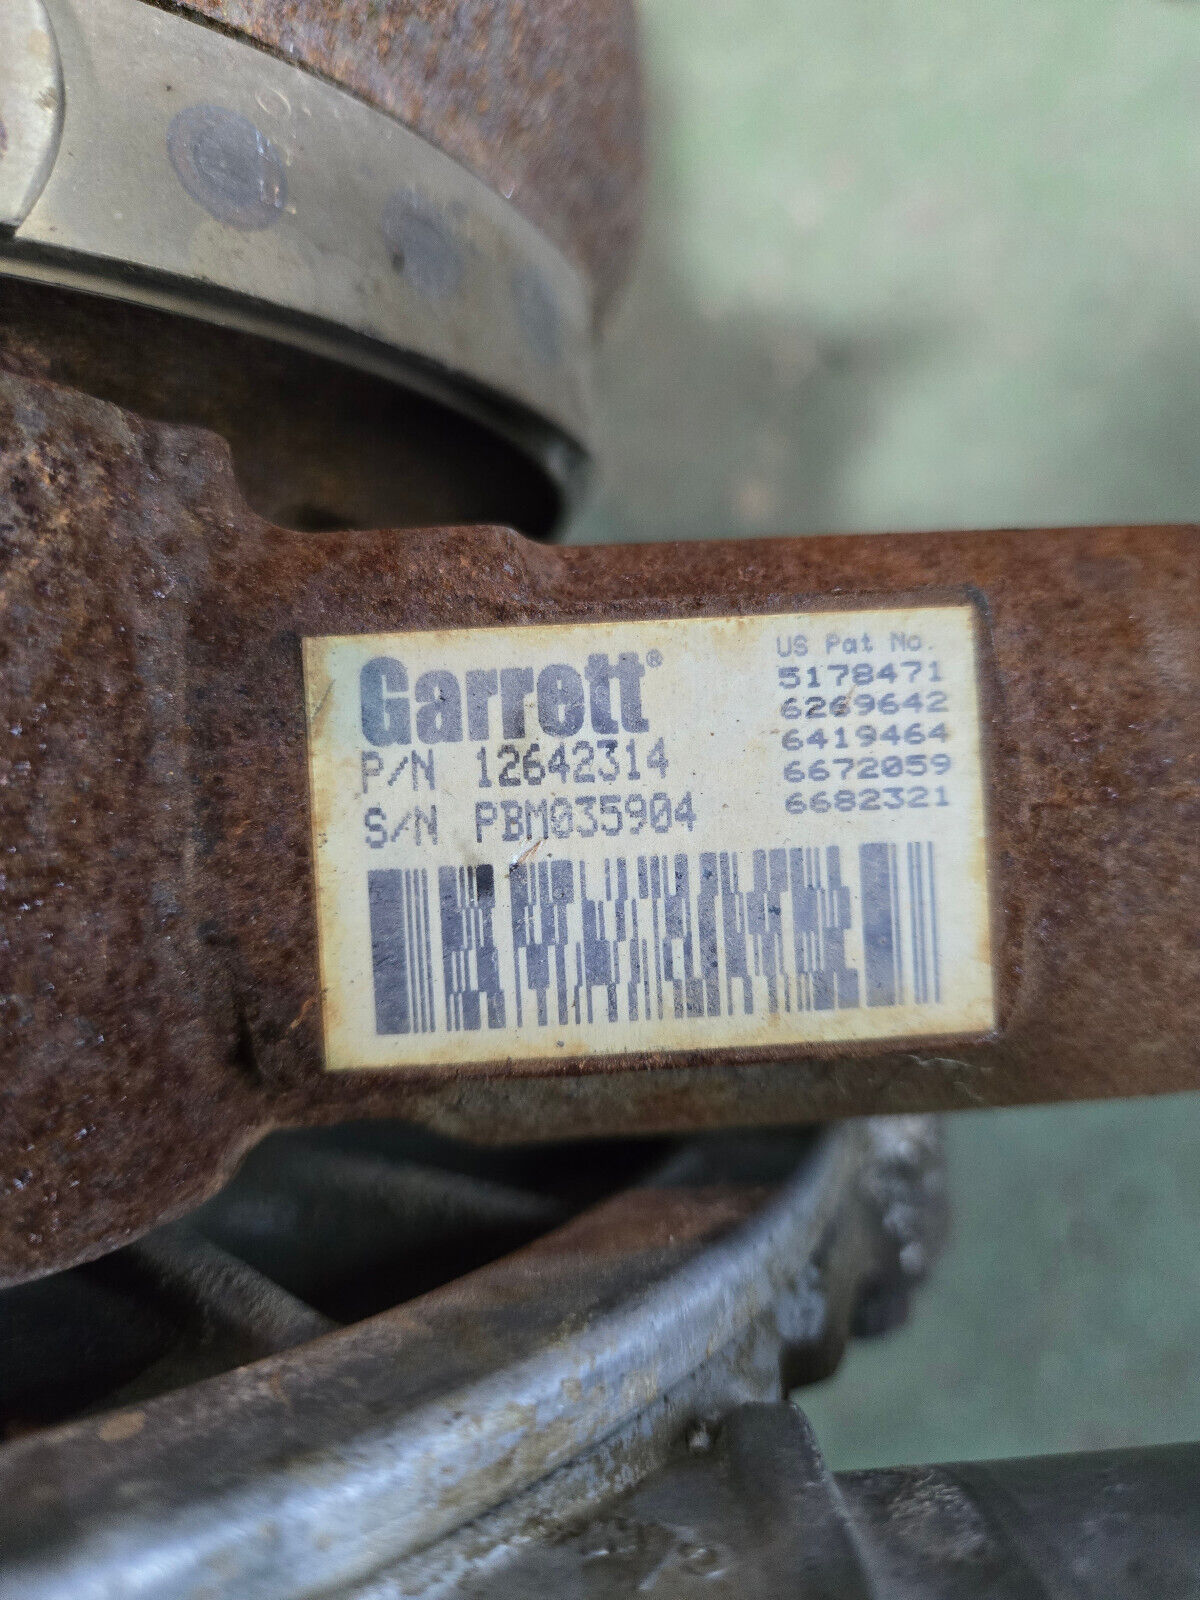 Garrett®
P/N 12642314
S/N PBM035904
US Pat No.
5178471
6269642
6419464
6672059
6682321